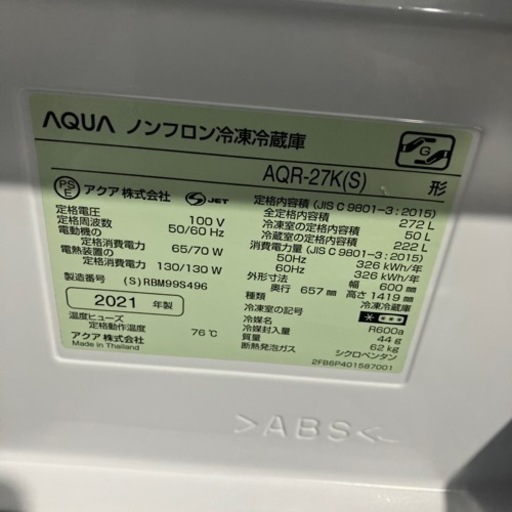 AQUA ノンフロン冷凍冷蔵庫
G
AQR-27K(S) 形
PS E アクア株式会社 S JET
定格電圧 100 V
定格周波数 50/60 Hz
電動機の
定格消費電力 65/70 W
電熱装置の
定格消費電力 130/130 W
製造番号 (S)RBM99S496
2021 年製
温度ヒューズ
定格動作温度 76℃
アクア株式会社
Made in Thailand
定格内容積 (JIS C 9801-3:2015)
全定格内容積 272 L
冷凍室の定格内容積 50 L
冷蔵室の定格内容積 222 L
消費電力量 (JIS C 9801-3:2015)
50Hz 326 kWh/年
60Hz 326 kWh/年
外形寸法 幅 600 mm
奥行 657 mm 高さ 1419 mm
種類 冷凍冷蔵庫
冷凍室の記号
冷媒名 R600a
冷媒封入量 44 g
質量 62 kg
断熱発泡ガス シクロペンタン
2FB6P401587001
>ABS<